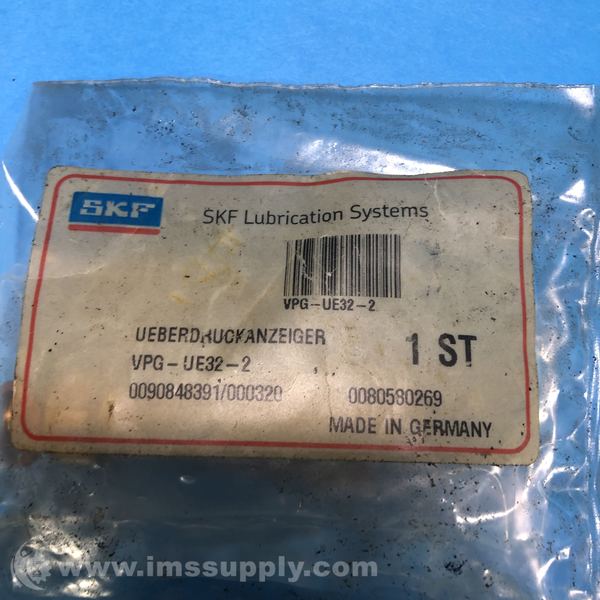 SKF
SKF Lubrication Systems
VPG-UE32-2
UEBERDRUCKANZEIGER
1 ST
VPG-UE32-2
0090848391/000320 0080580269
MADE IN GERMANY
www.imssupply.com